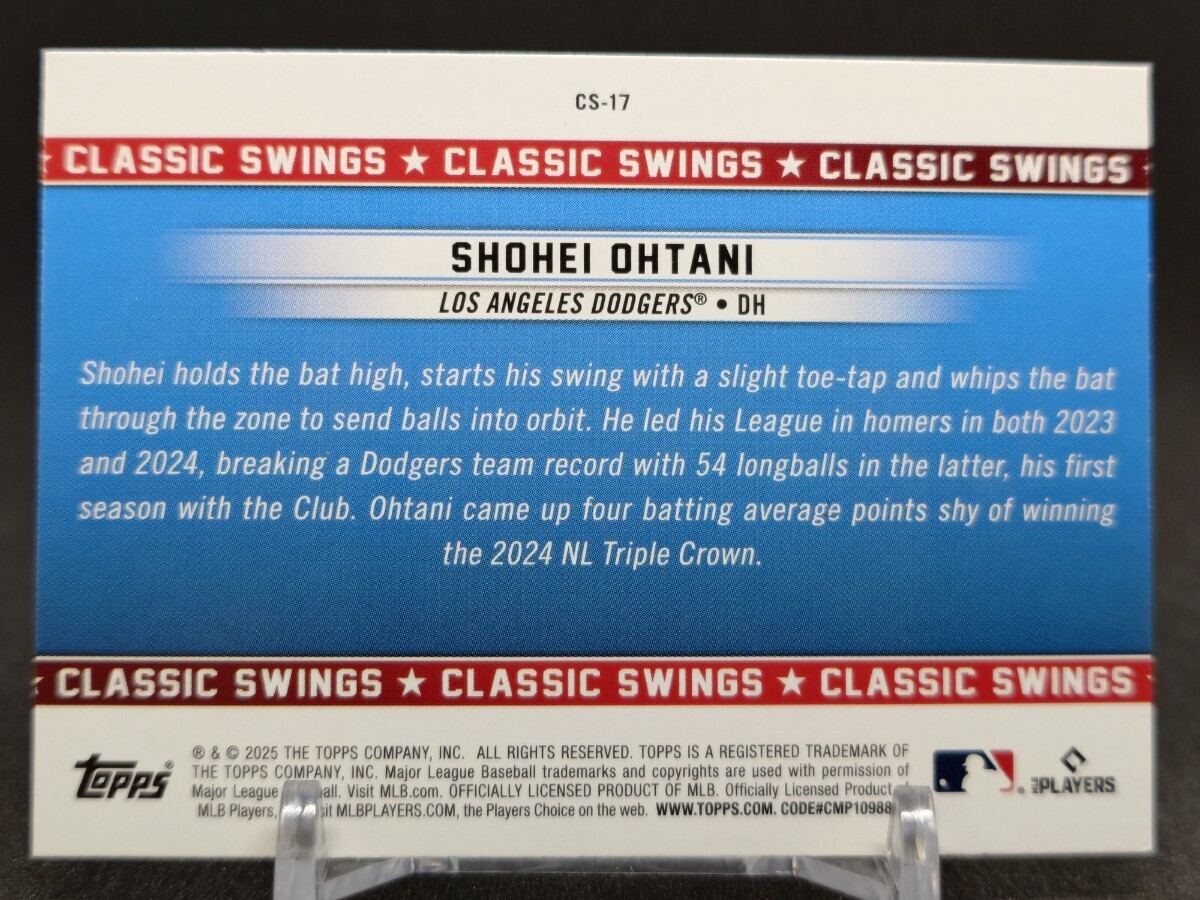 CS-17
CLASSIC SWINGS ★ CLASSIC SWINGS ★ CLASSIC SWINGS
SHOHEI OHTANI
LOS ANGELES DODGERS® • DH
Shohei holds the bat high, starts his swing with a slight toe-tap and whips the bat
through the zone to send balls into orbit. He led his League in homers in both 2023
and 2024, breaking a Dodgers team record with 54 longballs in the latter, his first
season with the Club. Ohtani came up four batting average points shy of winning
the 2024 NL Triple Crown.
CLASSIC SWINGS ★ CLASSIC SWINGS ★ CLASSIC SWINGS
Topps®
® & © 2025 THE TOPPS COMPANY, INC. ALL RIGHTS RESERVED. TOPPS IS A REGISTERED TRADEMARK OF
THE TOPPS COMPANY, INC. Major League Baseball trademarks and copyrights are used with permission of
Major League all. Visit MLB.com. OFFICIALLY LICENSED PRODUCT OF MLB. Officially Licensed Product
MLB Players, it MLBPLAYERS.COM, the Players Choice on the web. WWW.TOPPS.COM. CODE#CMP10988
MLB PLAYERS